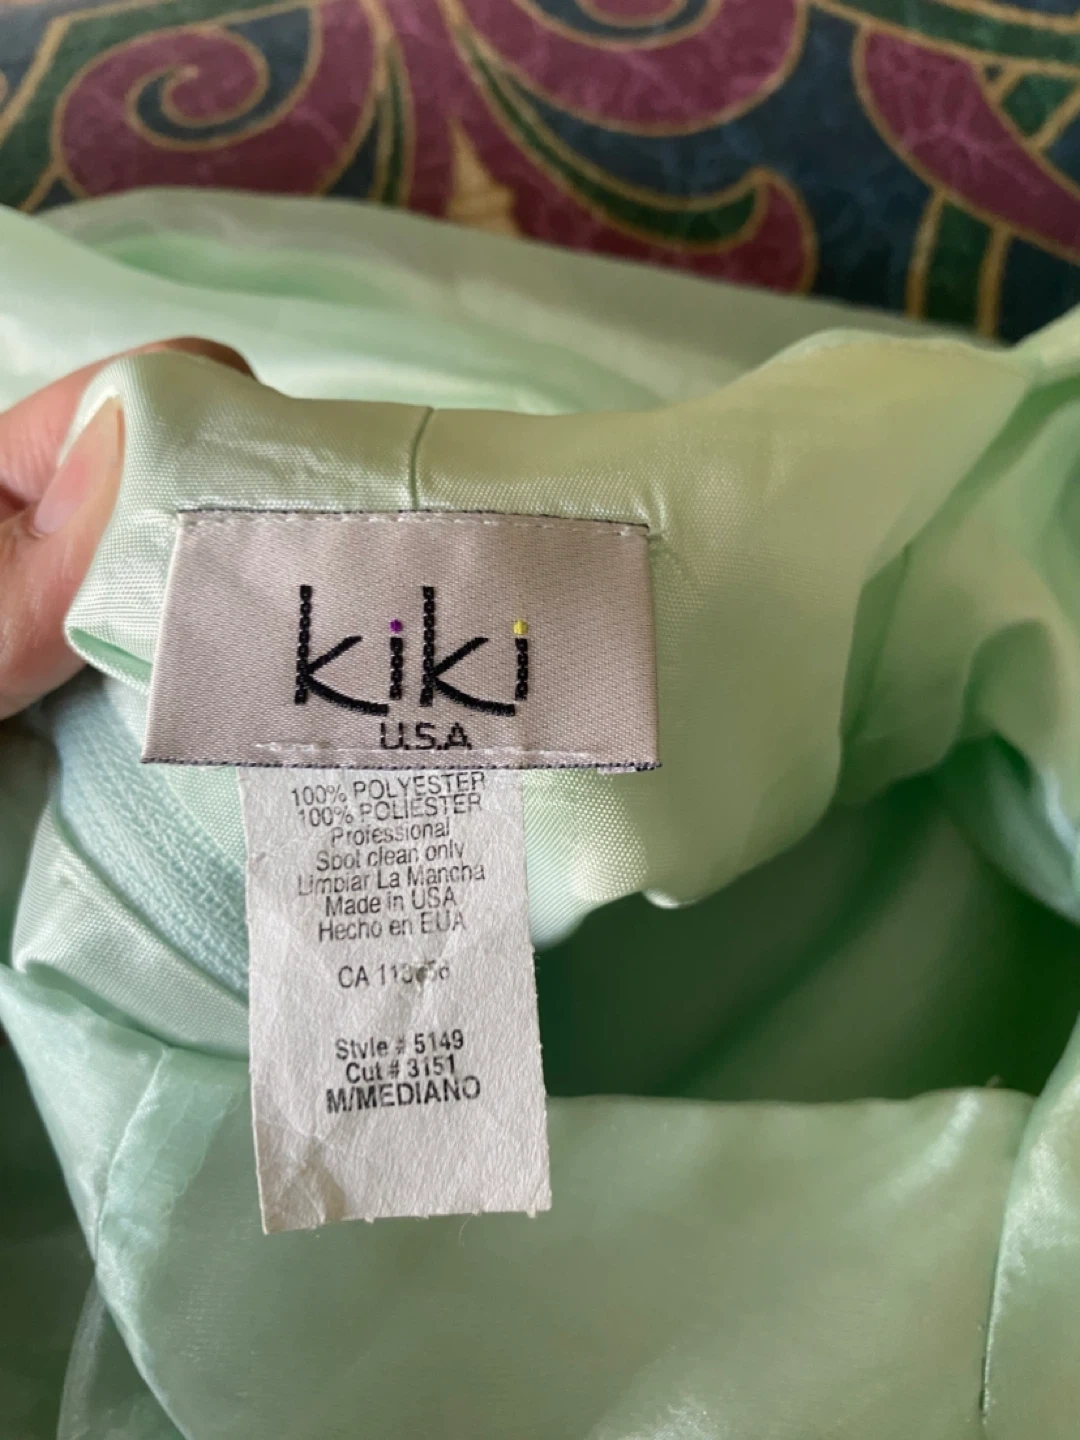 kiki
U.S.A
100% POLYESTER
100% POLIESTER
Professional
Spot clean only
Limpiar La Mancha
Made in USA
Hecho en EUA
CA
Style # 5149
Cut # 3151
M/MEDIANO